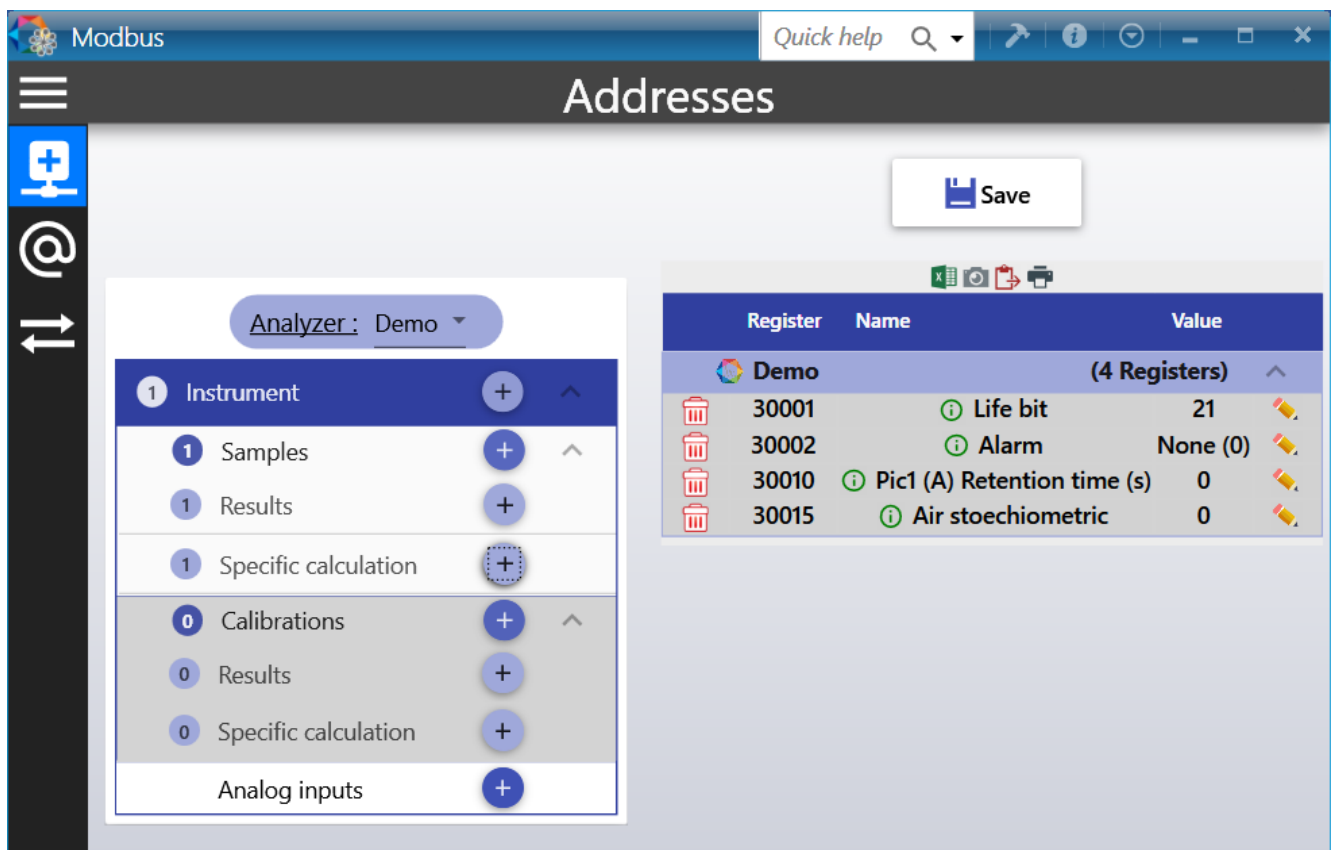 Modbus Quick help
Addresses
Save
Analyzer : Demo
1 Instrument +
1 Samples +
1 Results +
1 Specific calculation +
0 Calibrations +
0 Results +
0 Specific calculation +
Analog inputs +
Register Name Value
Demo (4 Registers)
30001 Life bit 21
30002 Alarm None (0)
30010 Pic1 (A) Retention time (s) 0
30015 Air stoechiometric 0